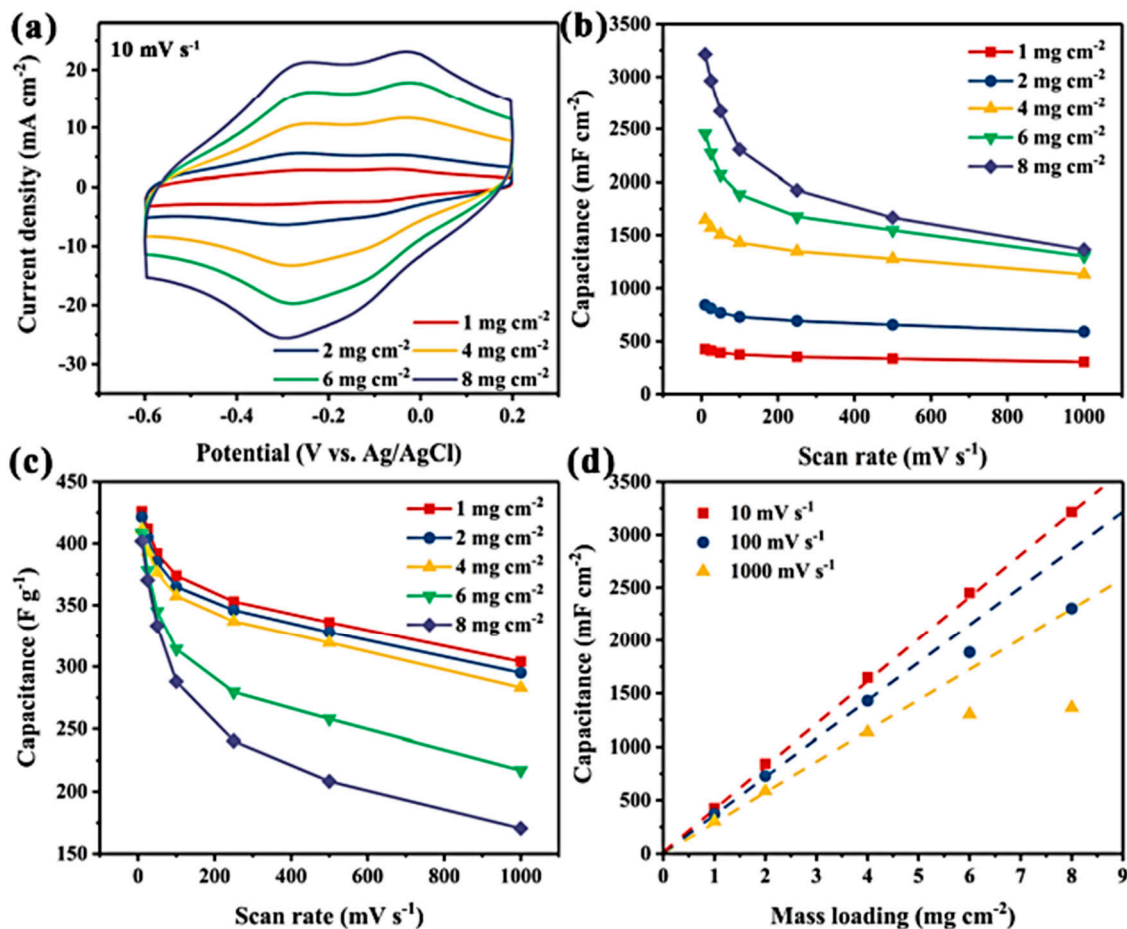 (a)
10 mV s⁻¹
20
10
0
-10
-20
-30
Current density (mA cm⁻²)
1 mg cm⁻²
2 mg cm⁻²
4 mg cm⁻²
6 mg cm⁻²
8 mg cm⁻²
-0.6
-0.4
-0.2
0.0
0.2
Potential (V vs. Ag/AgCl)
(b)
3500
3000
2500
2000
1500
1000
500
0
Capacitance (mF cm⁻²)
1 mg cm⁻²
2 mg cm⁻²
4 mg cm⁻²
6 mg cm⁻²
8 mg cm⁻²
0
200
400
600
800
1000
Scan rate (mV s⁻¹)
(c)
450
400
350
300
250
200
150
Capacitance (F g⁻¹)
1 mg cm⁻²
2 mg cm⁻²
4 mg cm⁻²
6 mg cm⁻²
8 mg cm⁻²
0
200
400
600
800
1000
Scan rate (mV s⁻¹)
(d)
3500
3000
2500
2000
1500
1000
500
0
Capacitance (mF cm⁻²)
10 mV s⁻¹
100 mV s⁻¹
1000 mV s⁻¹
0
1
2
3
4
5
6
7
8
9
Mass loading (mg cm⁻²)